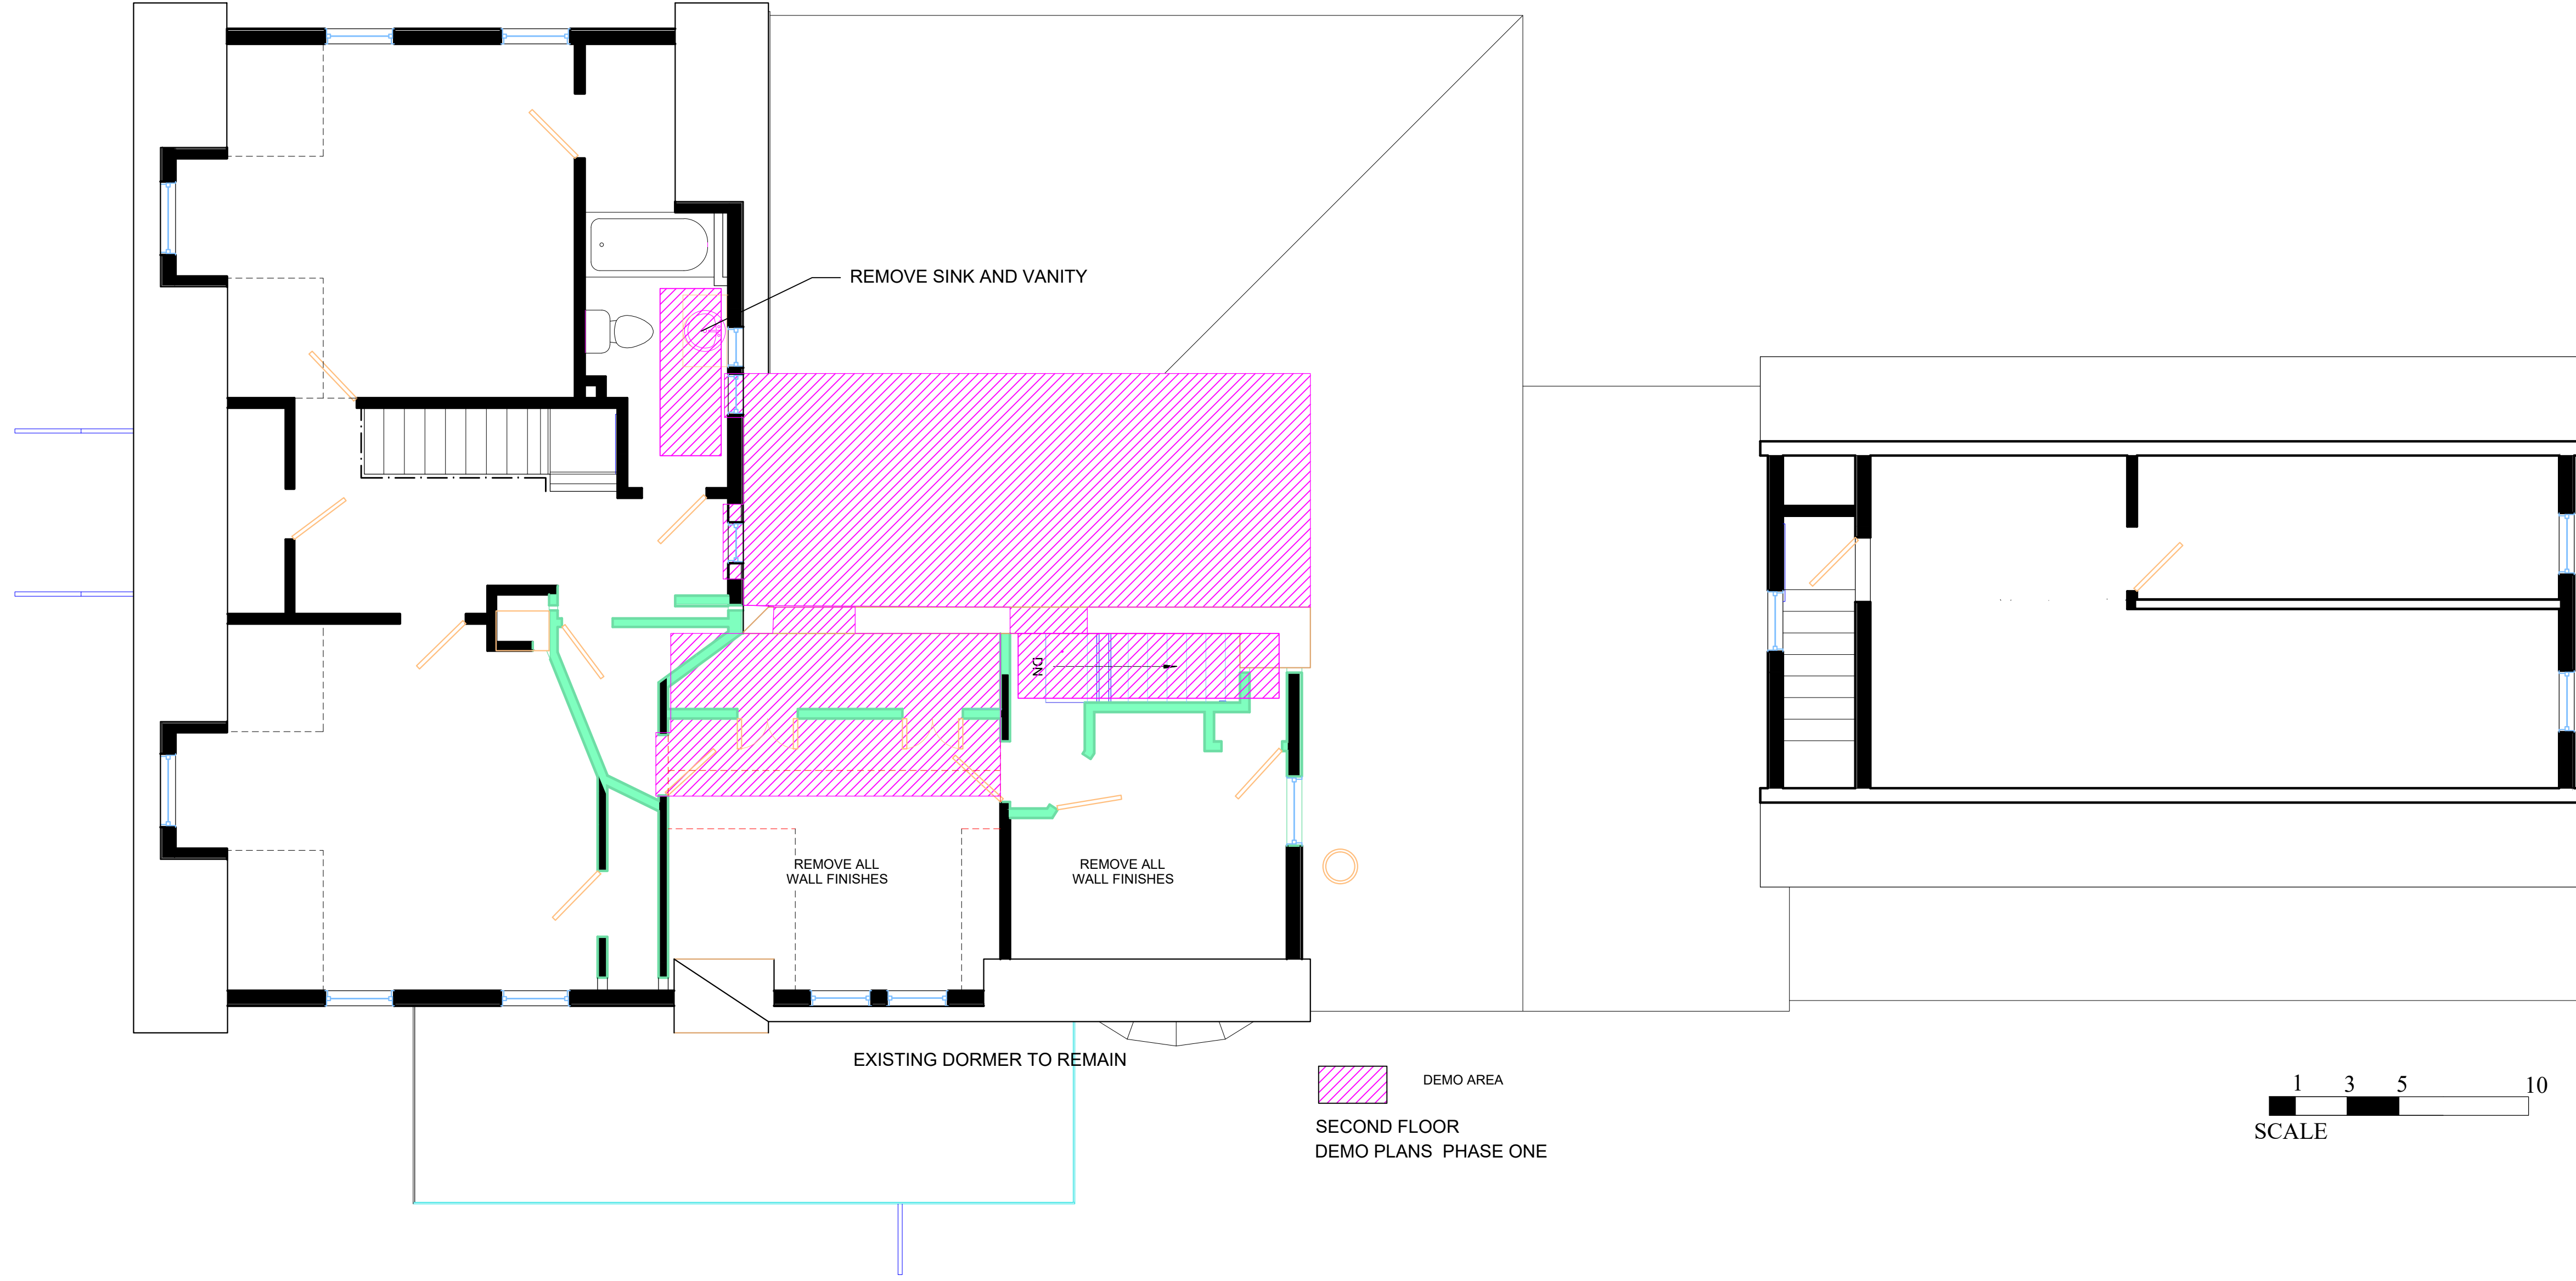 REMOVE SINK AND VANITY
DN
REMOVE ALL
WALL FINISHES
REMOVE ALL
WALL FINISHES
EXISTING DORMER TO REMAIN
DEMO AREA
SECOND FLOOR
DEMO PLANS PHASE ONE
1 3 5 10
SCALE